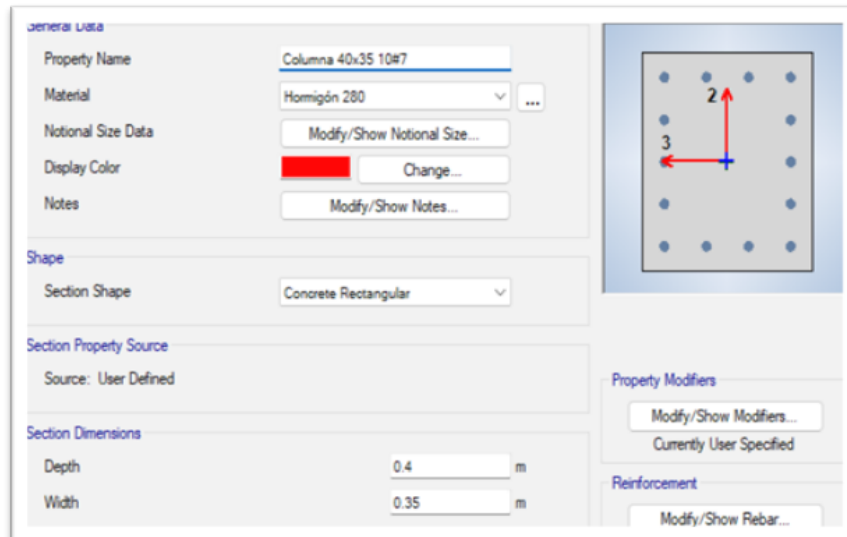 General Data
Property Name Columna 40x35 10#7
Material Hormigón 280 ...
Notional Size Data Modify/Show Notional Size...
Display Color Change...
Notes Modify/Show Notes...
2
3
Shape
Section Shape Concrete Rectangular
Section Property Source
Source: User Defined
Property Modifiers
Modify/Show Modifiers...
Currently User Specified
Section Dimensions
Depth 0.4 m
Width 0.35 m
Reinforcement
Modify/Show Rebar...